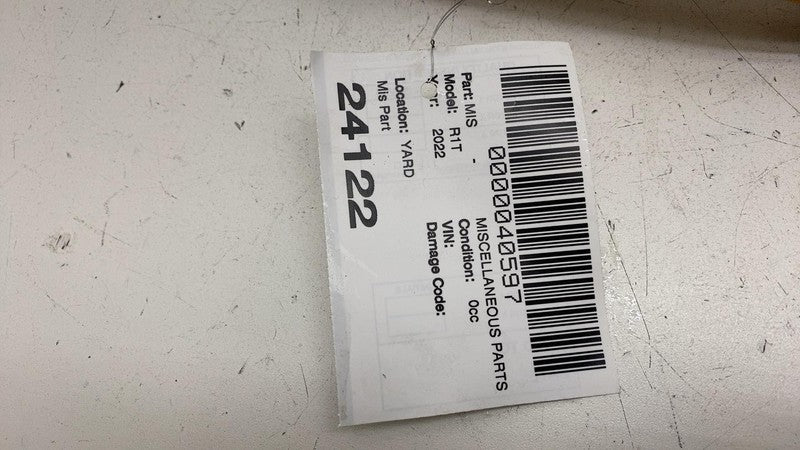 0000040597
Part: MIS - MISCELLANEOUS PARTS
Model: R1T Condition: 0cc
Year: 2022 VIN:
Damage Code:
Location: YARD
Mis Part
24122